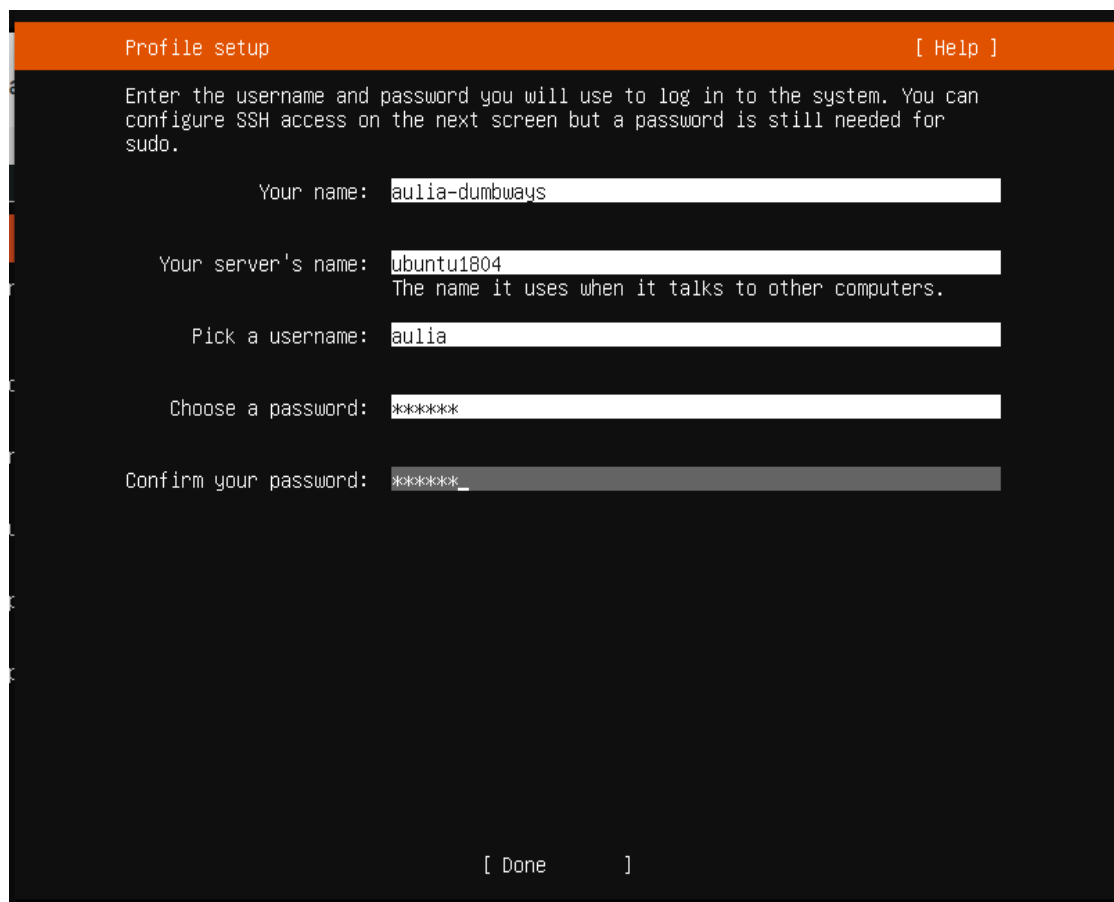 Profile setup [ Help ]
Enter the username and password you will use to log in to the system. You can
configure SSH access on the next screen but a password is still needed for
sudo.
Your name: aulia-dumbways
Your server's name: ubuntu1804
The name it uses when it talks to other computers.
Pick a username: aulia
Choose a password: ******
Confirm your password: ******_
[ Done ]